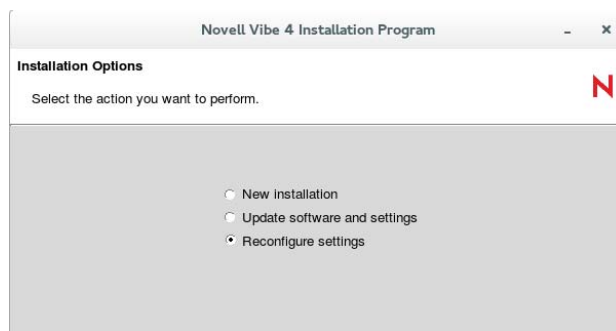 Novell Vibe 4 Installation Program
Installation Options
Select the action you want to perform.
N
New installation
Update software and settings
Reconfigure settings